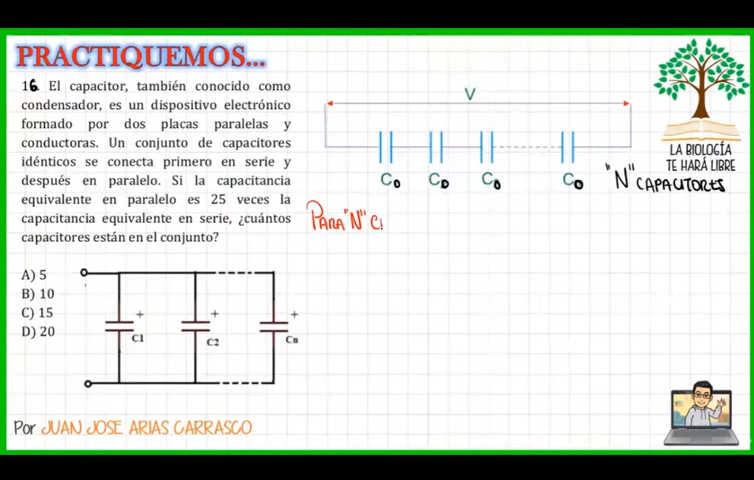 PRACTIQUEMOS...
16. El capacitor, también conocido como
condensador, es un dispositivo electrónico
formado por dos placas paralelas y
conductoras. Un conjunto de capacitores
idénticos se conecta primero en serie y
después en paralelo. Si la capacitancia
equivalente en paralelo es 25 veces la
capacitancia equivalente en serie, ¿cuántos
capacitores están en el conjunto?
A) 5
B) 10
C) 15
D) 20
+ + +
C1 C2 Cn
Por JUAN JOSE ARIAS CARRASCO
V
C0 C0 C0 C0
"N" CAPACITORES
PARA "N" C
LA BIOLOGÍA
TE HARÁ LIBRE